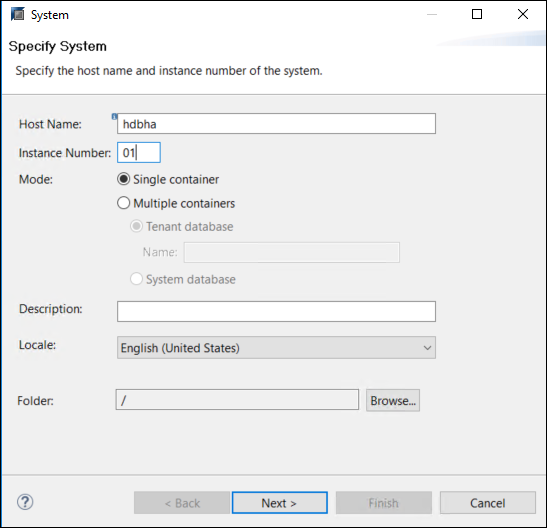 System
Specify System
Specify the host name and instance number of the system.
Host Name: hdbha
Instance Number: 01
Mode: Single container
Multiple containers
Tenant database
Name:
System database
Description:
Locale: English (United States)
Folder: / Browse...
? < Back Next > Finish Cancel